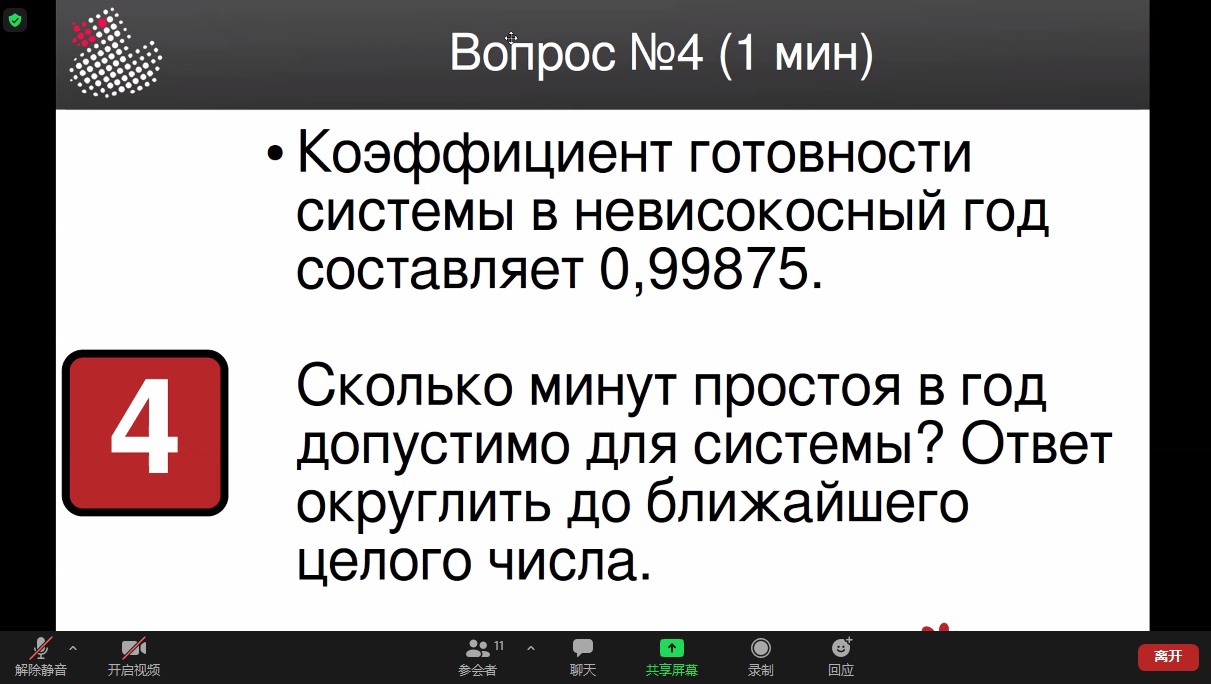 Вопрос №4 (1 мин)
• Коэффициент готовности
системы в невисокосный год
составляет 0,99875.
4
Сколько минут простоя в год
допустимо для системы? Ответ
округлить до ближайшего
целого числа.
解除静音
开启视频
参会者
11
聊天
共享屏幕
录制
回应
离开